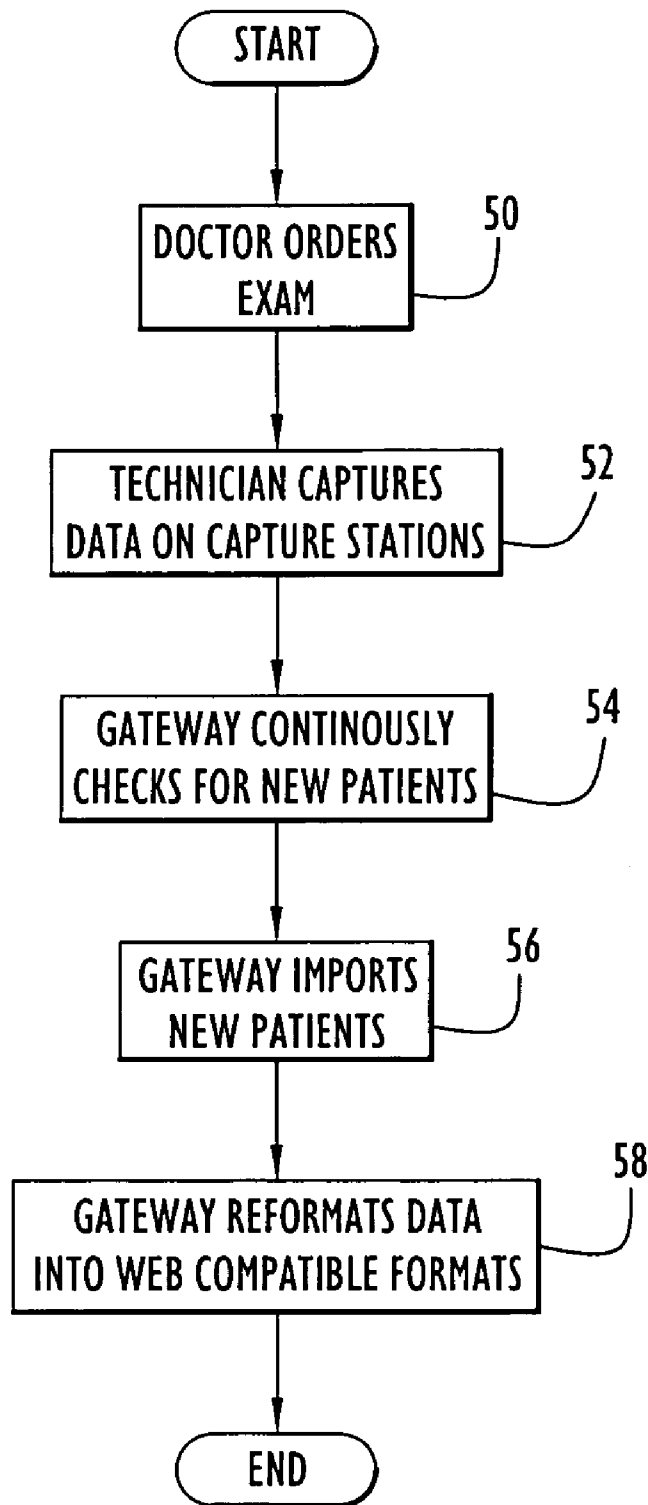 START
50
DOCTOR ORDERS
EXAM
52
TECHNICIAN CAPTURES
DATA ON CAPTURE STATIONS
54
GATEWAY CONTINOUSLY
CHECKS FOR NEW PATIENTS
56
GATEWAY IMPORTS
NEW PATIENTS
58
GATEWAY REFORMATS DATA
INTO WEB COMPATIBLE FORMATS
END